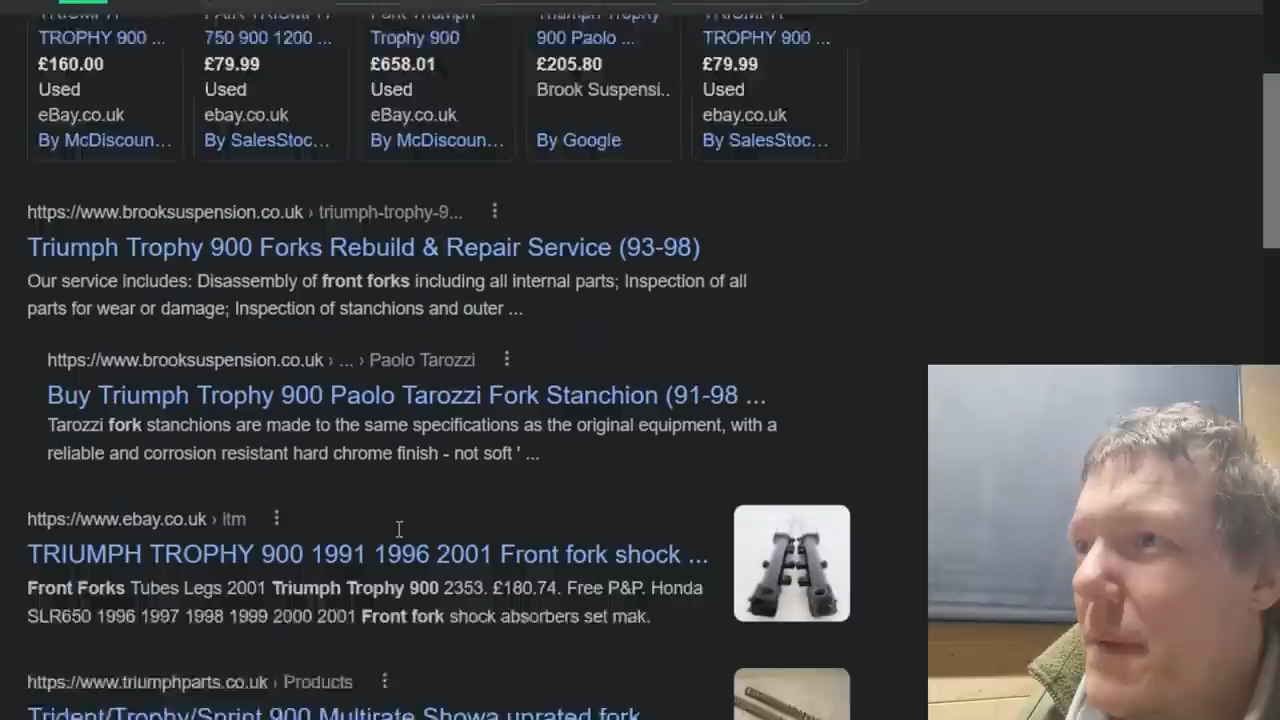 TROPHY 900 ...
750 900 1200 ...
Trophy 900
900 Paolo ...
TROPHY 900 ...
£160.00
£79.99
£658.01
£205.80
£79.99
Used
Used
Used
Brook Suspensi..
Used
eBay.co.uk
ebay.co.uk
eBay.co.uk
ebay.co.uk
By McDiscoun...
By SalesStoc...
By McDiscoun...
By Google
By SalesStoc...
https://www.brooksuspension.co.uk › triumph-trophy-9...
Triumph Trophy 900 Forks Rebuild & Repair Service (93-98)
Our service includes: Disassembly of front forks including all internal parts; Inspection of all
parts for wear or damage; Inspection of stanchions and outer ...
https://www.brooksuspension.co.uk › ... › Paolo Tarozzi
Buy Triumph Trophy 900 Paolo Tarozzi Fork Stanchion (91-98 ...
Tarozzi fork stanchions are made to the same specifications as the original equipment, with a
reliable and corrosion resistant hard chrome finish - not soft ' ...
https://www.ebay.co.uk › itm
TRIUMPH TROPHY 900 1991 1996 2001 Front fork shock ...
Front Forks Tubes Legs 2001 Triumph Trophy 900 2353. £180.74. Free P&P. Honda
SLR650 1996 1997 1998 1999 2000 2001 Front fork shock absorbers set mak.
https://www.triumphparts.co.uk › Products
Trident/Trophy/Sprint 900 Multirate Showa uprated fork